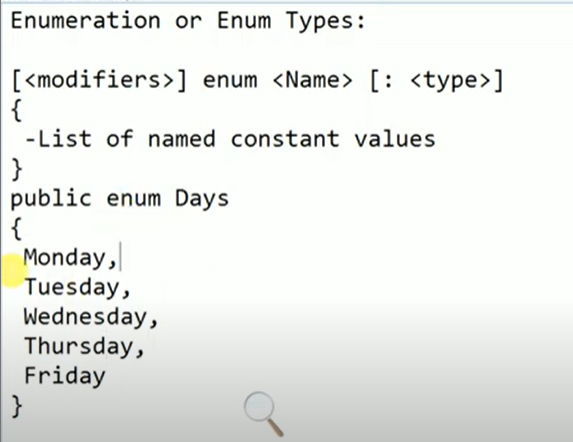 Enumeration or Enum Types:
[<modifiers>] enum <Name> [: <type>]
{
-List of named constant values
}
public enum Days
{
Monday,
Tuesday,
Wednesday,
Thursday,
Friday
}